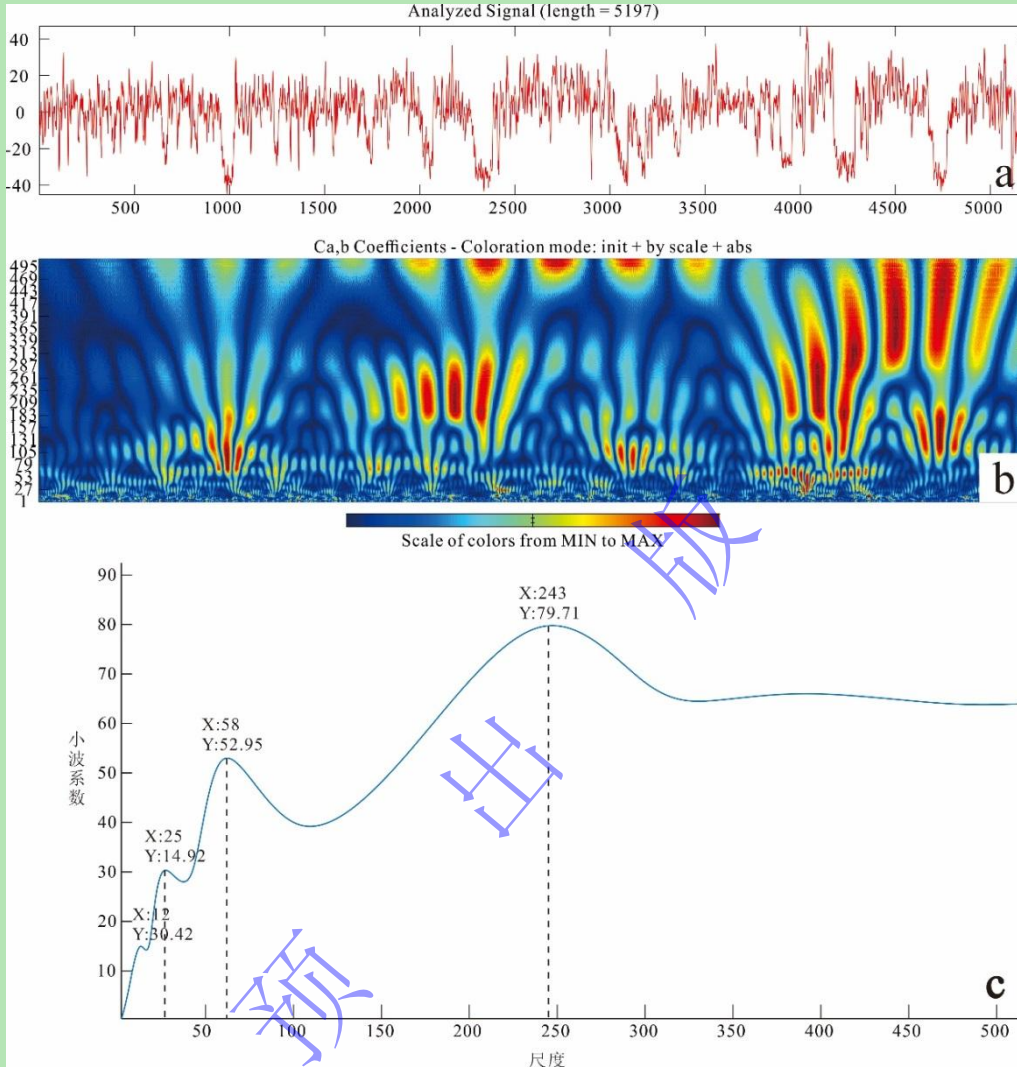 Analyzed Signal (length = 5197)
40
20
0
-20
-40
a
500 1000 1500 2000 2500 3000 3500 4000 4500 5000
Ca,b Coefficients - Coloration mode: init + by scale + abs
495
469
443
417
391
365
339
313
287
261
235
209
183
157
131
105
79
53
27
1
b
Scale of colors from MIN to MAX
90
80
70
60
50
40
30
20
10
小波系数
X:243
Y:79.71
X:58
Y:52.95
X:25
Y:14.92
X:12
Y:30.42
c
50 100 150 200 250 300 350 400 450 500
尺度
预出版